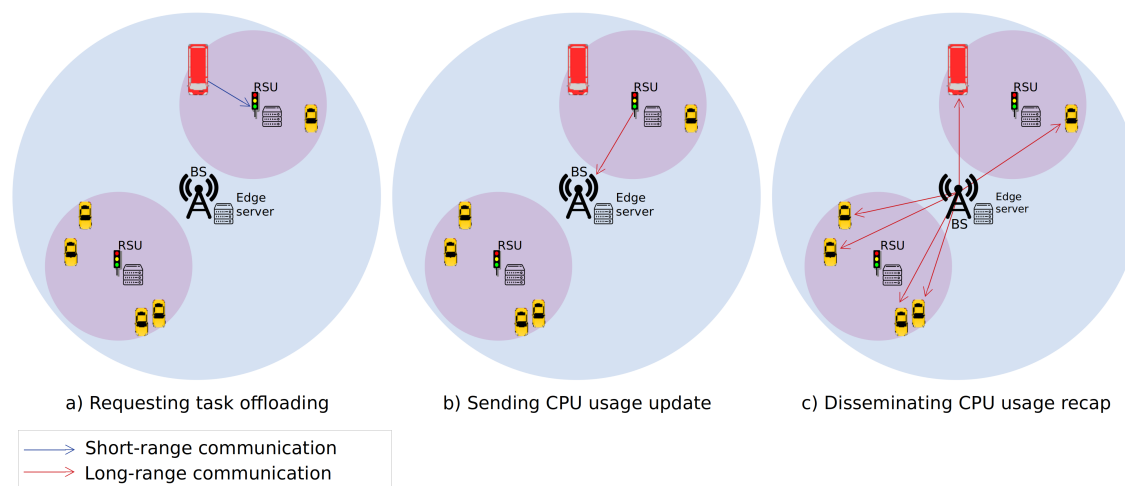 RSU
BS
Edge
server
RSU
a) Requesting task offloading
RSU
BS
Edge
server
RSU
b) Sending CPU usage update
RSU
Edge
server
BS
RSU
c) Disseminating CPU usage recap
Short-range communication
Long-range communication